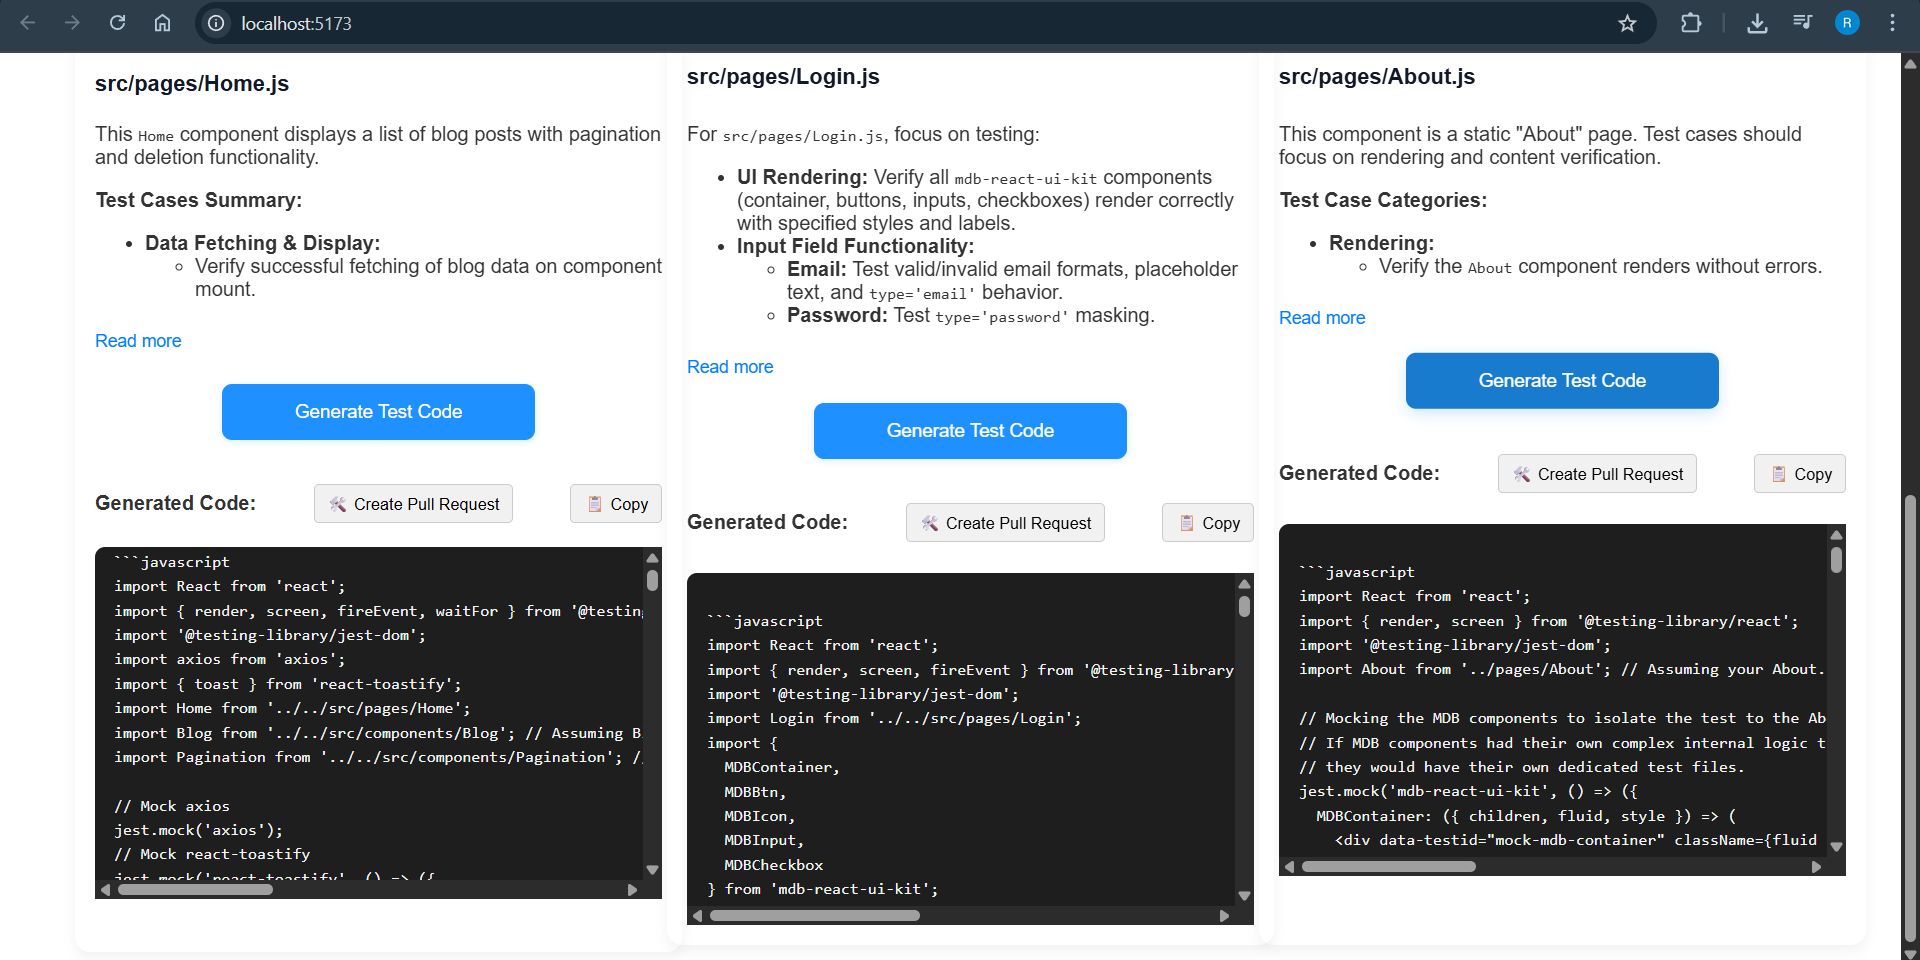 localhost:5173
R
src/pages/Home.js
This Home component displays a list of blog posts with pagination
and deletion functionality.
Test Cases Summary:
• Data Fetching & Display:
◦ Verify successful fetching of blog data on component
mount.
Read more
Generate Test Code
Generated Code:
🛠️ Create Pull Request
📋 Copy
```javascript
import React from 'react';
import { render, screen, fireEvent, waitFor } from '@testing
import '@testing-library/jest-dom';
import axios from 'axios';
import { toast } from 'react-toastify';
import Home from '../../src/pages/Home';
import Blog from '../../src/components/Blog'; // Assuming B
import Pagination from '../../src/components/Pagination'; //
// Mock axios
jest.mock('axios');
// Mock react-toastify
jest.mock('react-toastify', () => ({
src/pages/Login.js
For src/pages/Login.js, focus on testing:
• UI Rendering: Verify all mdb-react-ui-kit components
(container, buttons, inputs, checkboxes) render correctly
with specified styles and labels.
• Input Field Functionality:
◦ Email: Test valid/invalid email formats, placeholder
text, and type='email' behavior.
◦ Password: Test type='password' masking.
Read more
Generate Test Code
Generated Code:
🛠️ Create Pull Request
📋 Copy
```javascript
import React from 'react';
import { render, screen, fireEvent } from '@testing-library
import '@testing-library/jest-dom';
import Login from '../../src/pages/Login';
import {
MDBContainer,
MDBBtn,
MDBIcon,
MDBInput,
MDBCheckbox
} from 'mdb-react-ui-kit';
src/pages/About.js
This component is a static "About" page. Test cases should
focus on rendering and content verification.
Test Case Categories:
• Rendering:
◦ Verify the About component renders without errors.
Read more
Generate Test Code
Generated Code:
🛠️ Create Pull Request
📋 Copy
```javascript
import React from 'react';
import { render, screen } from '@testing-library/react';
import '@testing-library/jest-dom';
import About from '../pages/About'; // Assuming your About.
// Mocking the MDB components to isolate the test to the Ab
// If MDB components had their own complex internal logic t
// they would have their own dedicated test files.
jest.mock('mdb-react-ui-kit', () => ({
MDBContainer: ({ children, fluid, style }) => (
<div data-testid="mock-mdb-container" className={fluid